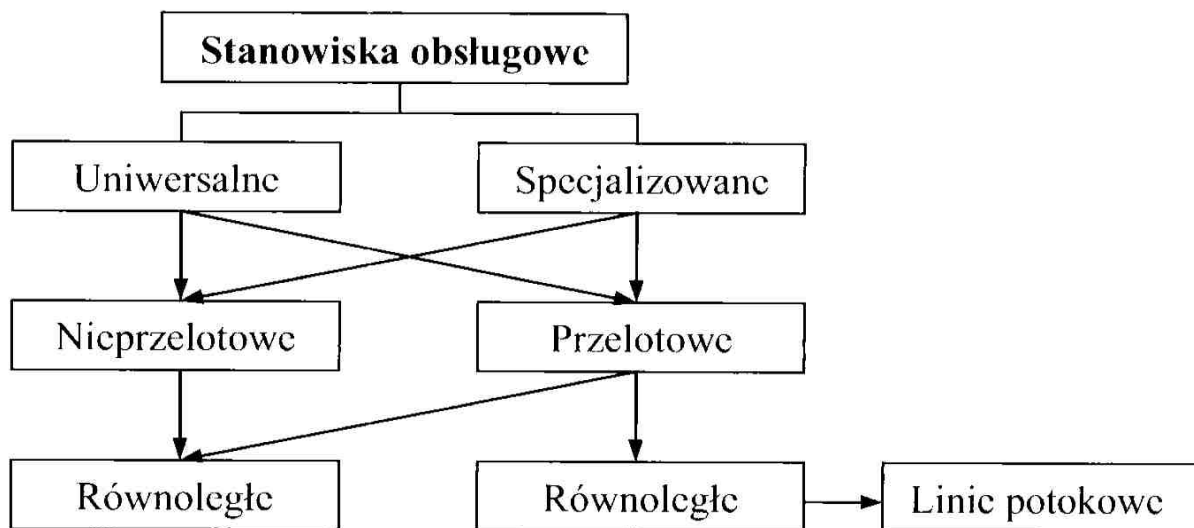 Stanowiska obsługowe
Uniwersalne
Specjalizowane
Nieprzelotowe
Przelotowe
Równoległe
Równoległe
Linie potokowe